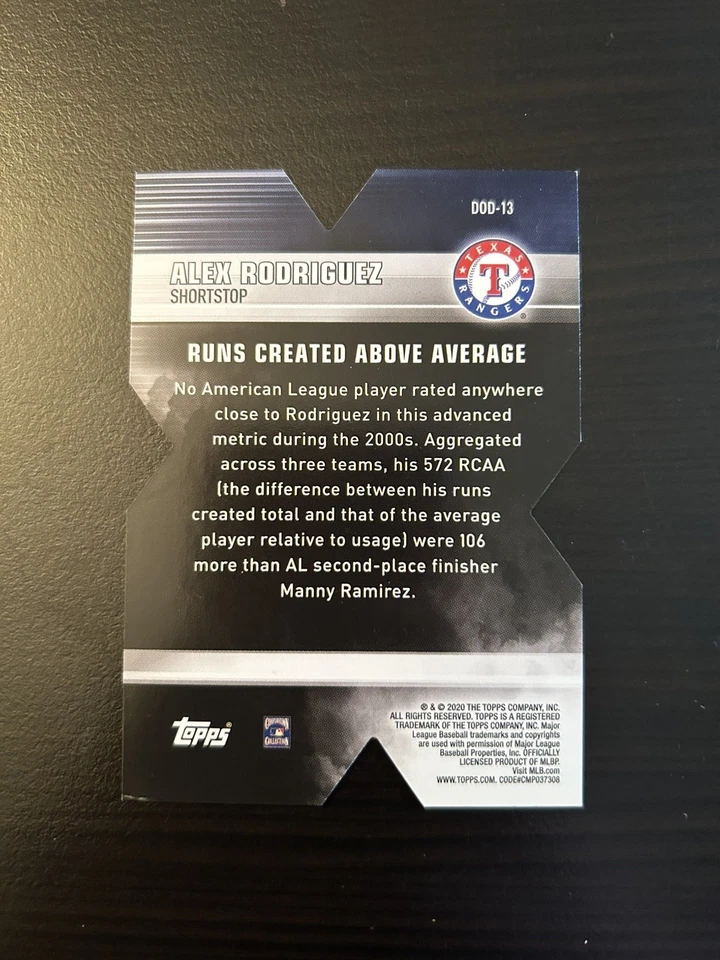 DOD-13
ALEX RODRIGUEZ
SHORTSTOP
TEXAS
T
RANGERS
®
RUNS CREATED ABOVE AVERAGE
No American League player rated anywhere
close to Rodriguez in this advanced
metric during the 2000s. Aggregated
across three teams, his 572 RCAA
(the difference between his runs
created total and that of the average
player relative to usage) were 106
more than AL second-place finisher
Manny Ramirez.
® & © 2020 THE TOPPS COMPANY, INC.
ALL RIGHTS RESERVED. TOPPS IS A REGISTERED
TRADEMARK OF THE TOPPS COMPANY, INC. Major
League Baseball trademarks and copyrights
are used with permission of Major League
Baseball Properties, Inc. OFFICIALLY
LICENSED PRODUCT OF MLBP.
Visit MLB.com
WWW.TOPPS.COM. CODE#CMP037308
topps®
COOPERSTOWN
COLLECTION